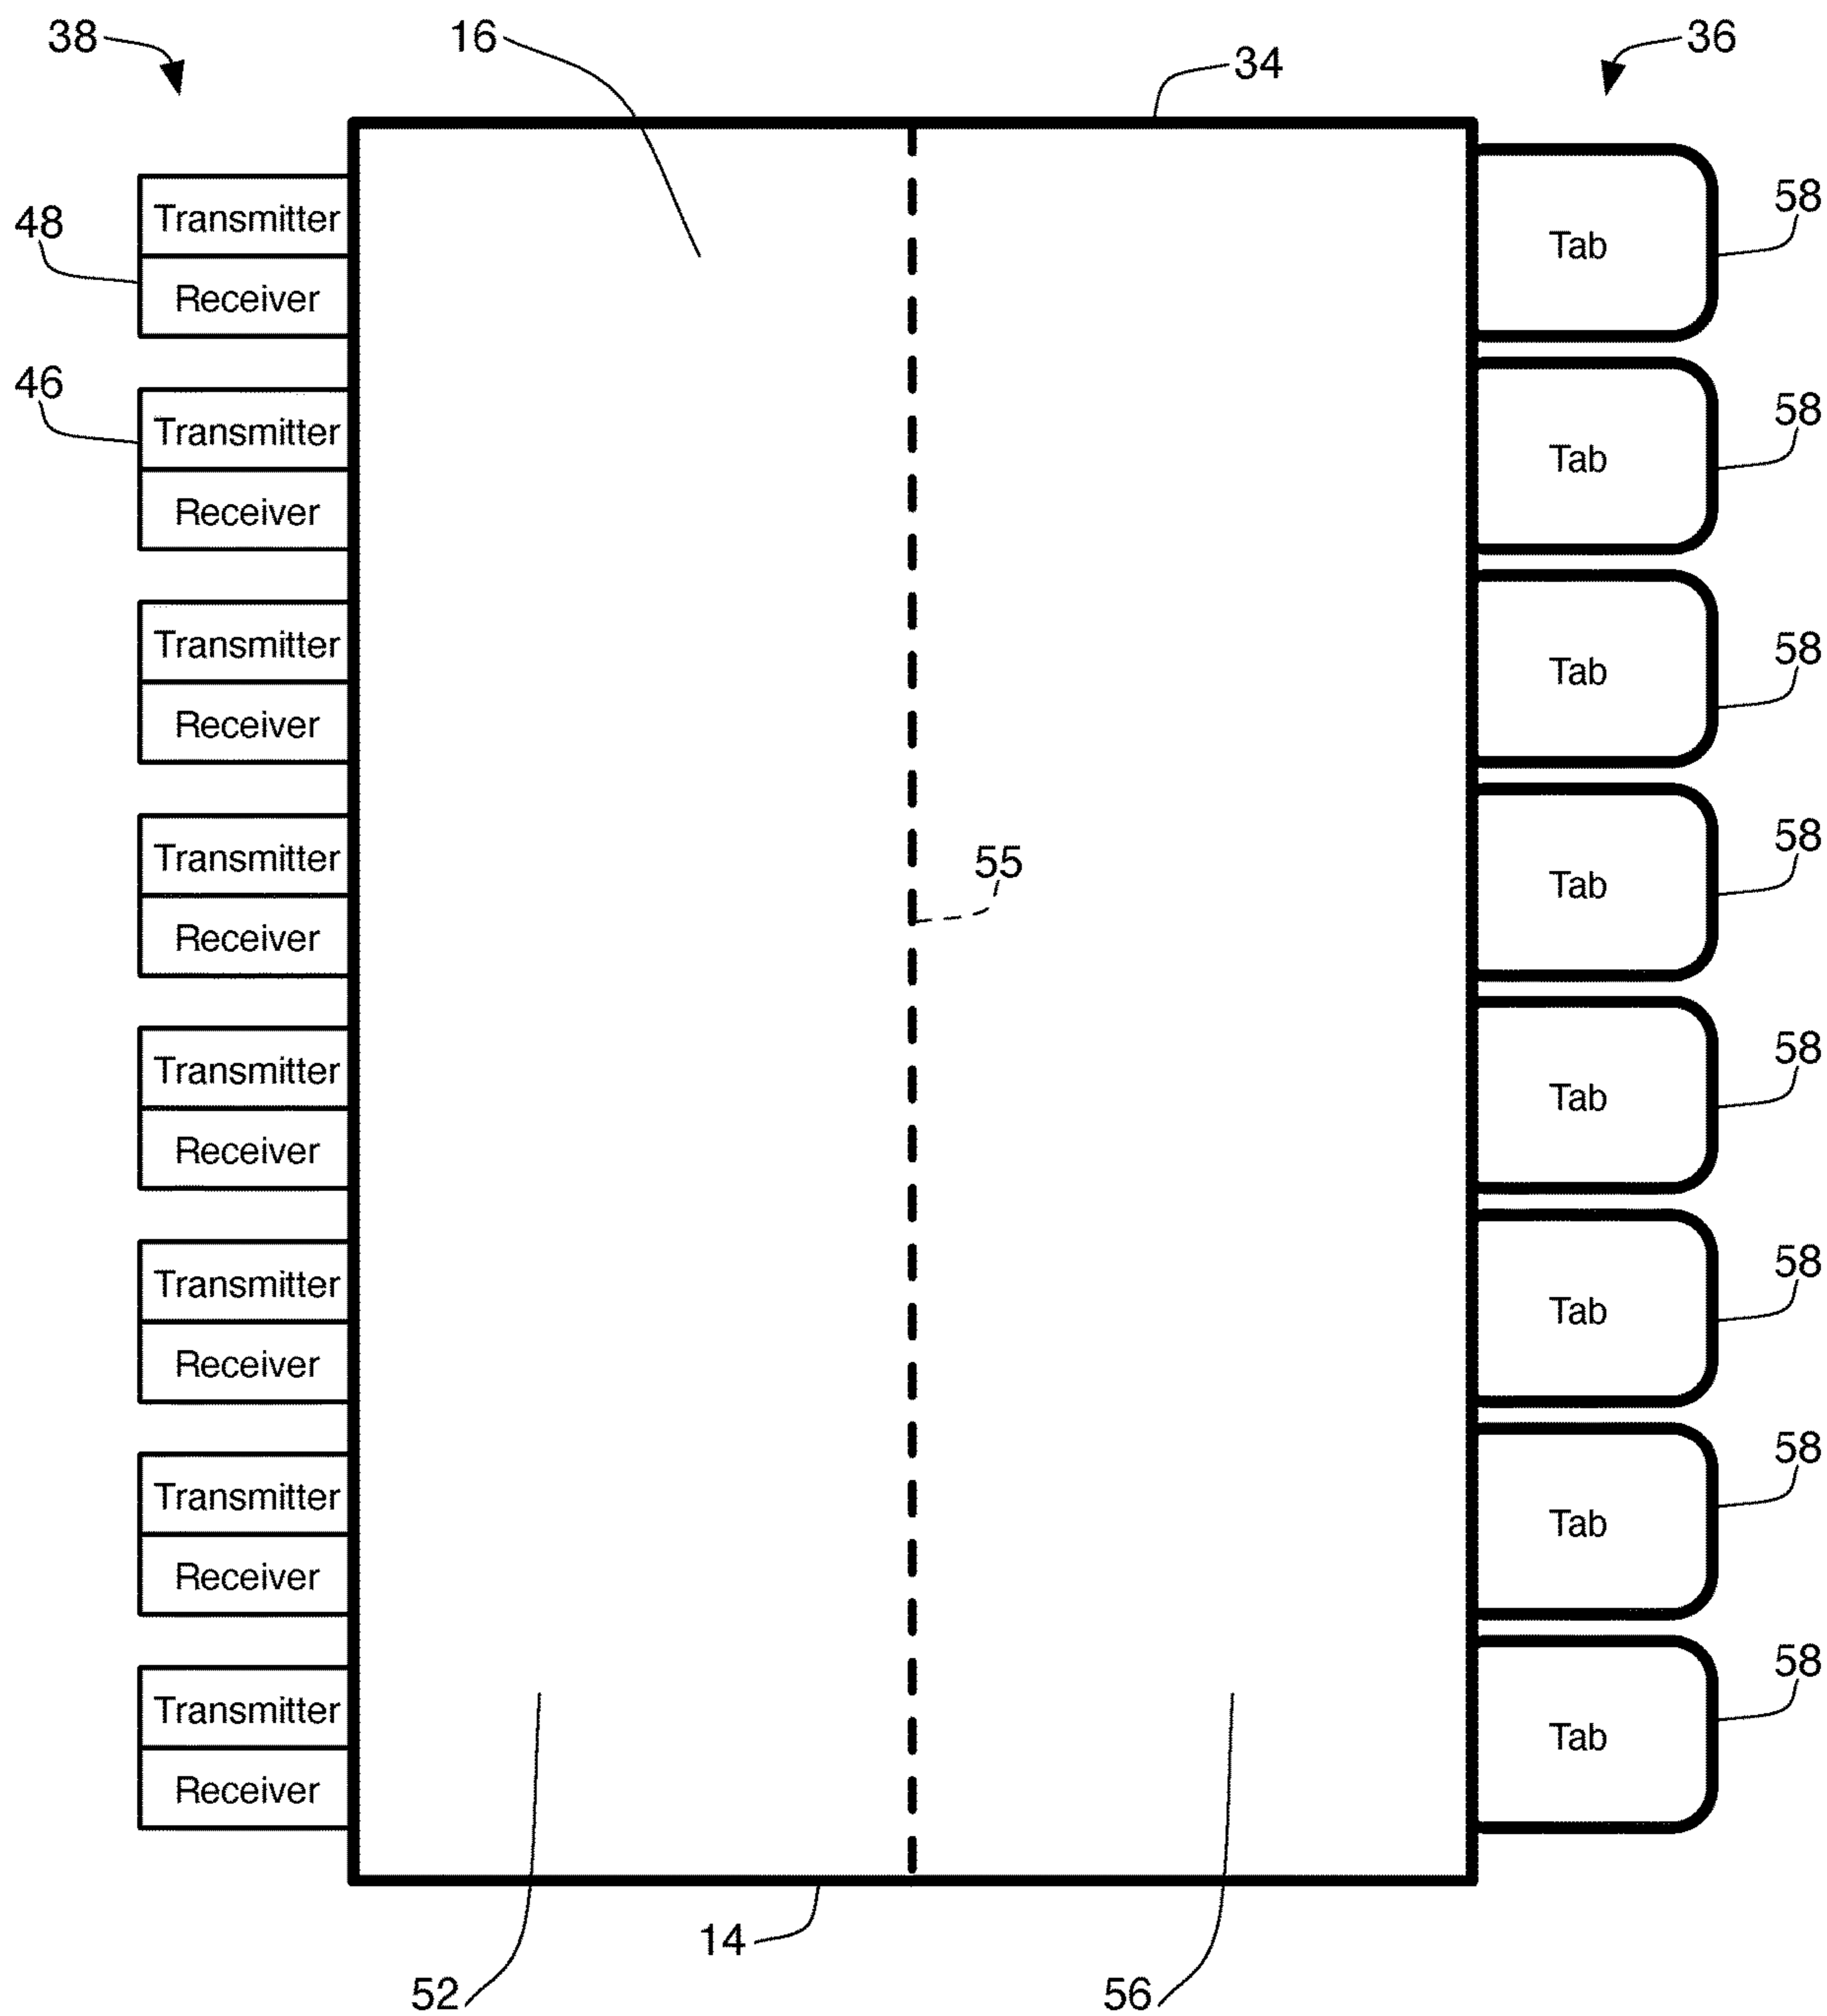 38 16 34 36
Transmitter Tab 58
48
Receiver
46 Transmitter Tab 58
Receiver
Transmitter Tab 58
Receiver
Transmitter 55 Tab 58
Receiver
Transmitter Tab 58
Receiver
Transmitter Tab 58
Receiver
Transmitter Tab 58
Receiver
Transmitter Tab 58
Receiver
14
52 56